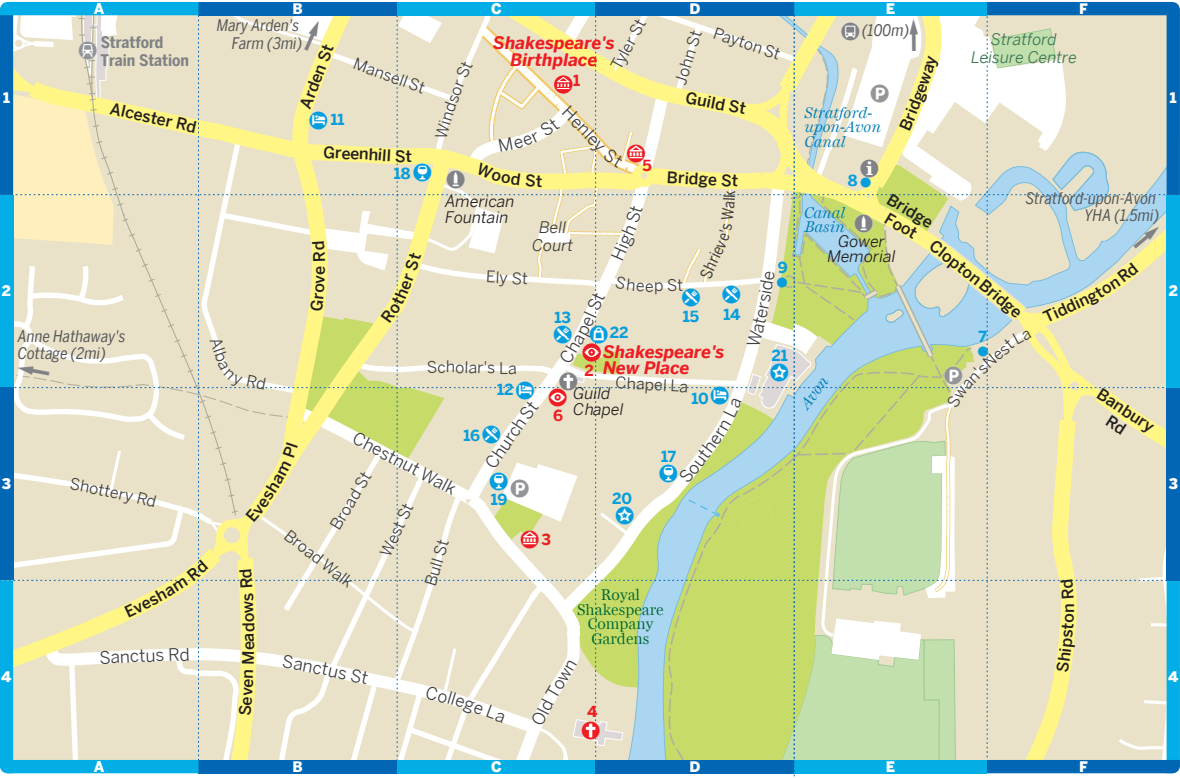 A
B
C
D
E
F
1
2
3
4
1
2
3
4
A
B
C
D
E
F
Stratford
Train Station
Mary Arden's
Farm (3mi)
Arden St
Mansell St
Windsor St
Shakespeare's
Birthplace
1
Tyler St
John St
Payton St
(100m)
Stratford
Leisure Centre
Alcester Rd
11
Greenhill St
18
Meer St
Henley St
5
Guild St
Stratford-
upon-Avon
Canal
P
Bridgeway
i
8
Wood St
Bridge St
American
Fountain
Bell
Court
High St
Shrieve's Walk
Canal
Basin
Gower
Memorial
Bridge
Foot
Clopton Bridge
Stratford-upon-Avon
YHA (1.5mi)
Tiddington Rd
Grove Rd
Rother St
Ely St
Sheep St
15
14
9
Waterside
13
22
Chapel St
Shakespeare's
New Place
2
21
7
Swan's Nest La
P
Anne Hathaway's
Cottage (2mi)
Albany Rd
Scholar's La
Chapel La
12
6
Guild
Chapel
10
Avon
Banbury
Rd
16
Church St
Chestnut Walk
17
Southern La
19
P
20
3
Shottery Rd
Evesham Pl
Broad St
West St
Bull St
Broad Walk
Evesham Rd
Seven Meadows Rd
Royal
Shakespeare
Company
Gardens
Shipston Rd
Sanctus Rd
Sanctus St
College La
Old Town
4